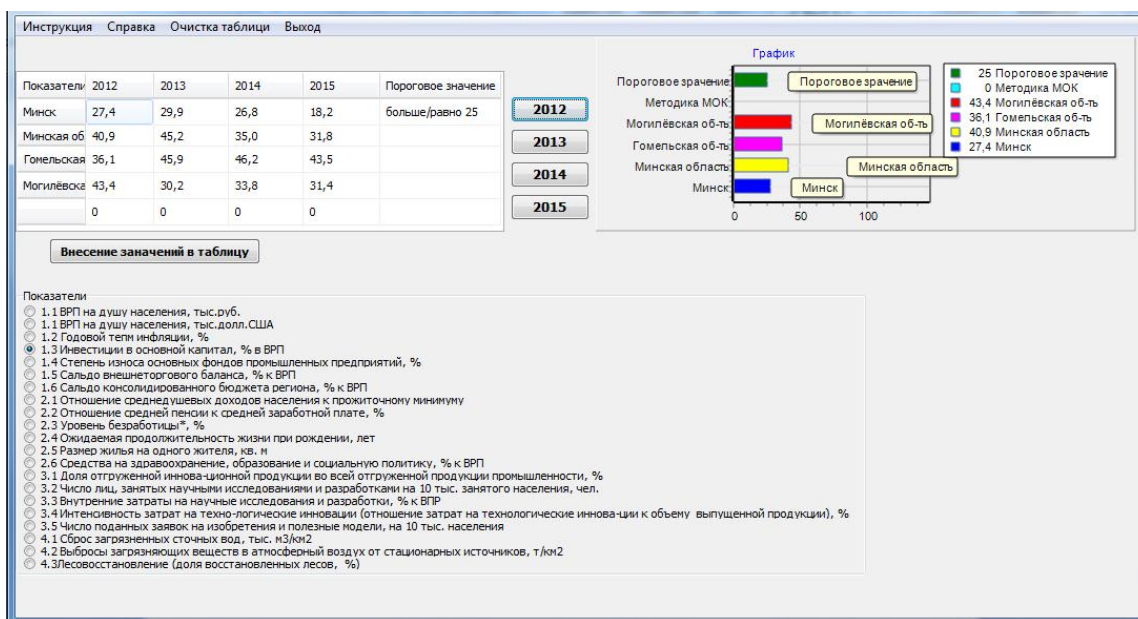 Инструкция Справка Очистка таблици Выход
Показатели 2012 2013 2014 2015 Пороговое значение
Минск 27,4 29,9 26,8 18,2 больше/равно 25
Минская об 40,9 45,2 35,0 31,8
Гомельская 36,1 45,9 46,2 43,5
Могилёвска 43,4 30,2 33,8 31,4
0 0 0 0
2012
2013
2014
2015
График
Пороговое зрачение
Методика МОК
Могилёвская об-ть
Гомельская об-ть
Минская область
Минск
Пороговое зрачение
Могилёвская об-ть
Минская область
Минск
0 50 100
25 Пороговое зрачение
0 Методика МОК
43,4 Могилёвская об-ть
36,1 Гомельская об-ть
40,9 Минская область
27,4 Минск
Внесение заначений в таблицу
Показатели
1.1 ВРП на душу населения, тыс.руб.
1.1 ВРП на душу населения, тыс.долл.США
1.2 Годовой тепм инфляции, %
1.3 Инвестиции в основной капитал, % в ВРП
1.4 Степень износа основных фондов промышленных предприятий, %
1.5 Сальдо внешнеторгового баланса, % к ВРП
1.6 Сальдо консолидированного бюджета региона, % к ВРП
2.1 Отношение среднедушевых доходов населения к прожиточному минимуму
2.2 Отношение средней пенсии к средней заработной плате, %
2.3 Уровень безработицы*, %
2.4 Ожидаемая продолжительность жизни при рождении, лет
2.5 Размер жилья на одного жителя, кв. м
2.6 Средства на здравоохранение, образование и социальную политику, % к ВРП
3.1 Доля отгруженной иннова-ционной продукции во всей отгруженной продукции промышленности, %
3.2 Число лиц, занятых научными исследованиями и разработками на 10 тыс. занятого населения, чел.
3.3 Внутренние затраты на научные исследования и разработки, % к ВПР
3.4 Интенсивность затрат на техно-логические инновации (отношение затрат на технологические иннова-ции к объему выпущенной продукции), %
3.5 Число поданных заявок на изобретения и полезные модели, на 10 тыс. населения
4.1 Сброс загрязненных сточных вод, тыс. м3/км2
4.2 Выбросы загрязняющих веществ в атмосферный воздух от стационарных источников, т/км2
4.3Лесовосстановление (доля восстановленных лесов, %)